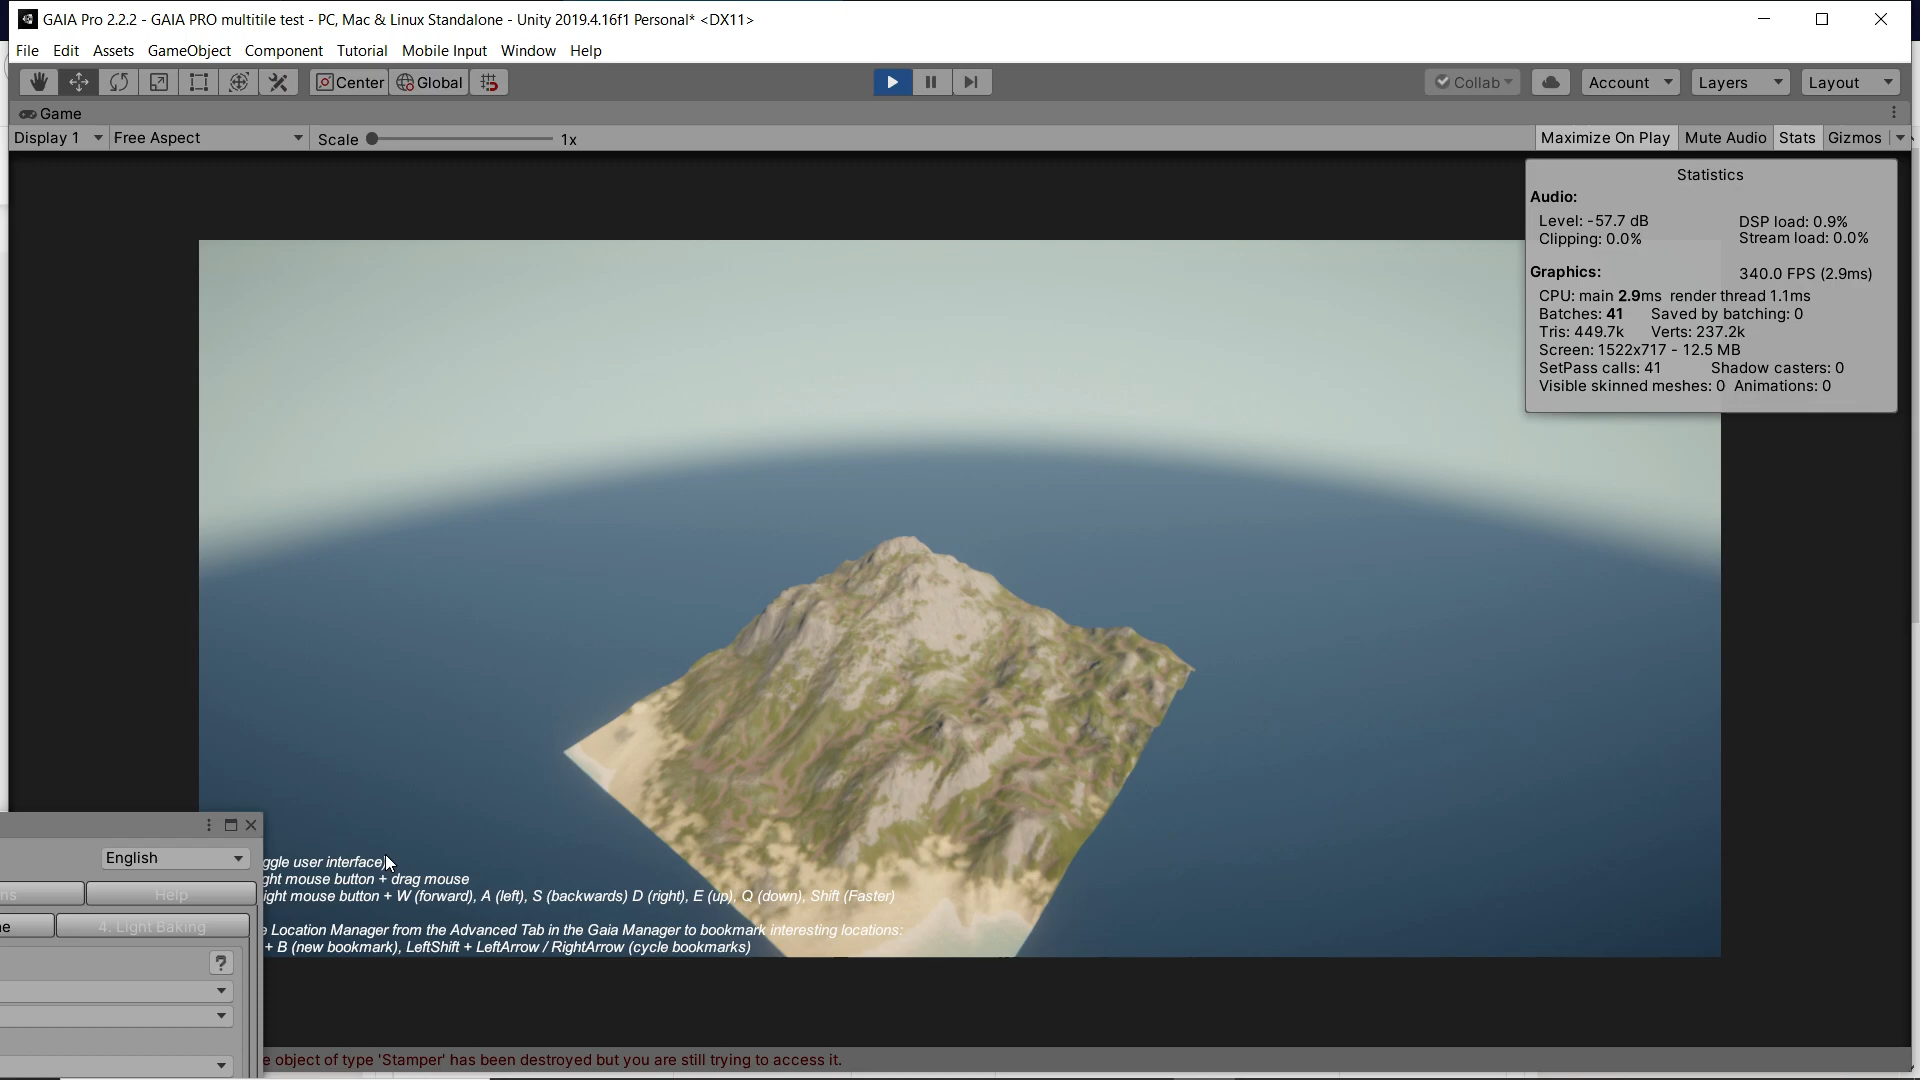 GAIA Pro 2.2.2 - GAIA PRO multitile test - PC, Mac & Linux Standalone - Unity 2019.4.16f1 Personal* <DX11>
File Edit Assets GameObject Component Tutorial Mobile Input Window Help
Center Global Collab Account Layers Layout
Game
Display 1 Free Aspect Scale 1x Maximize On Play Mute Audio Stats Gizmos
Statistics
Audio:
Level: -57.7 dB DSP load: 0.9%
Clipping: 0.0% Stream load: 0.0%
Graphics: 340.0 FPS (2.9ms)
CPU: main 2.9ms render thread 1.1ms
Batches: 41 Saved by batching: 0
Tris: 449.7k Verts: 237.2k
Screen: 1522x717 - 12.5 MB
SetPass calls: 41 Shadow casters: 0
Visible skinned meshes: 0 Animations: 0
English
ggle user interface)
ght mouse button + drag mouse
ns Help
ight mouse button + W (forward), A (left), S (backwards) D (right), E (up), Q (down), Shift (Faster)
e 4. Light Baking
Location Manager from the Advanced Tab in the Gaia Manager to bookmark interesting locations:
+ B (new bookmark), LeftShift + LeftArrow / RightArrow (cycle bookmarks)
?
e object of type 'Stamper' has been destroyed but you are still trying to access it.